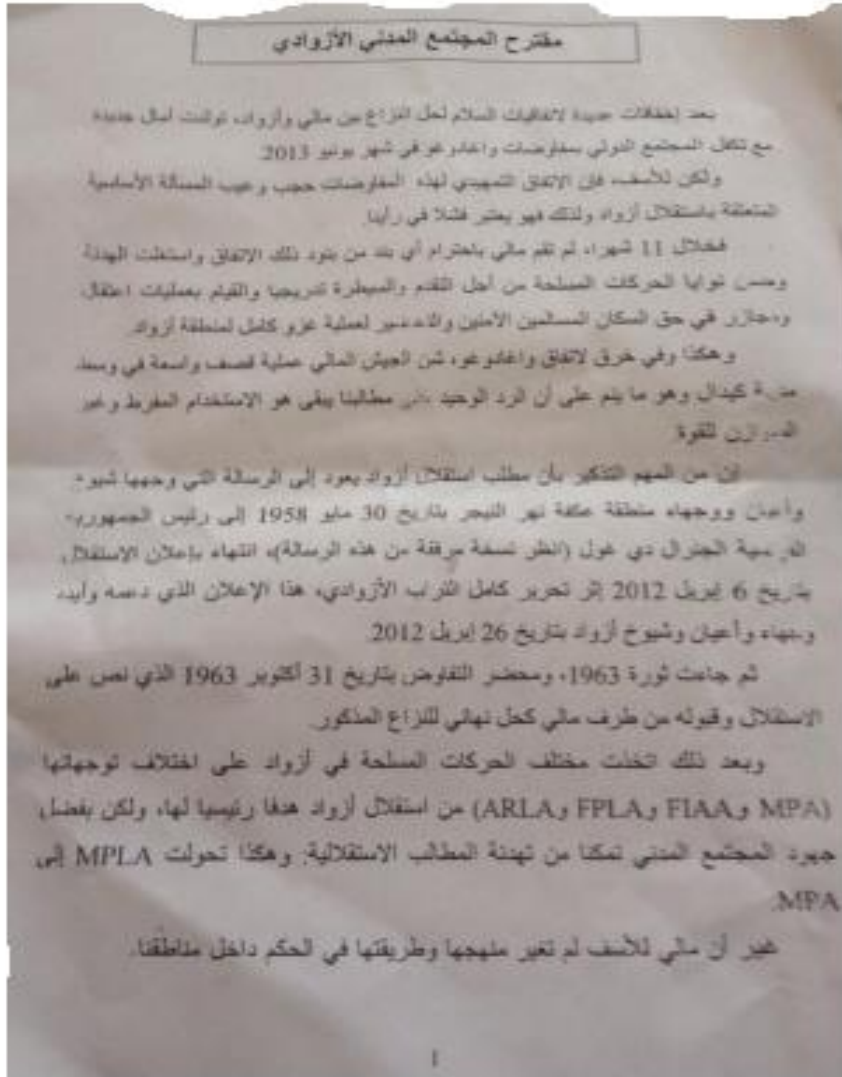 مقترح المجتمع المدني الأزوادي
بعد إخفاقات عديدة لاتفاقيات السلام لحل النزاع بين مالي وأزواد، تولدت آمال جديدة
مع تكفل المجتمع الدولي بمفاوضات واغادوغو في شهر يونيو 2013.
ولكن للأسف، فإن الاتفاق التمهيدي لهذه المفاوضات حجب وغيب المسألة الأساسية
المتعلقة باستقلال أزواد ولذلك فهو يعتبر فشلا في رأينا.
فخلال 11 شهرا، لم تقم مالي باحترام أي بند من بنود ذلك الاتفاق واستغلت الهدنة
وحسن نوايا الحركات المسلحة من أجل التقدم والسيطرة تدريجيا والقيام بعمليات اعتقال
ومجازر في حق السكان المسالمين الآمنين والتحضير لعملية غزو كامل لمنطقة أزواد.
وهكذا وفي خرق لاتفاق واغادوغو، شن الجيش المالي عملية قصف واسعة في وسط
كيدال وهو ما ينم على أن الرد الوحيد على مطالبنا يبقى هو الاستخدام المفرط وغير
للقوة.
إن من المهم التذكير بأن مطلب استقلال أزواد يعود إلى الرسالة التي وجهها شيوخ
وأعيان ووجهاء منطقة عكفة نهر النيجر بتاريخ 30 مايو 1958 إلى رئيس الجمهورية
الفرنسية الجنرال دي غول (انظر نسخة مرفقة من هذه الرسالة)، انتهاء بإعلان الاستقلال
بتاريخ 6 إبريل 2012 إثر تحرير كامل التراب الأزوادي، هذا الإعلان الذي دعمه وأيده
وجهاء وأعيان وشيوخ أزواد بتاريخ 26 إبريل 2012.
ثم جاءت ثورة 1963، ومحضر التفاوض بتاريخ 31 أكتوبر 1963 الذي نص على
الاستقلال وقبوله من طرف مالي كحل نهائي للنزاع المذكور.
وبعد ذلك اتخذت مختلف الحركات المسلحة في أزواد على اختلاف توجهاتها
(MPA و FIAA و FPLA و ARLA) من استقلال أزواد هدفا رئيسيا لها، ولكن بفضل
جهود المجتمع المدني تمكنا من تهدئة المطالب الاستقلالية: وهكذا تحولت MPLA إلى
MPA.
غير أن مالي للأسف لم تغير منهجها وطريقتها في الحكم داخل مناطقنا.
1